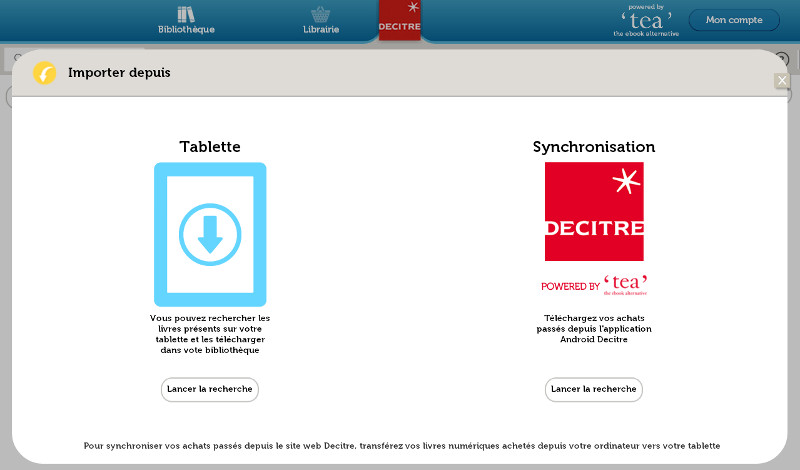 Bibliothèque
Librairie
DECITRE
powered by
'tea'
the ebook alternative
Mon compte
Importer depuis
Tablette
Synchronisation
DECITRE
POWERED BY 'tea'
the ebook alternative
Vous pouvez rechercher les
livres présents sur votre
tablette et les télécharger
dans vote bibliothèque
Téléchargez vos achats
passés depuis l'application
Android Decitre
Lancer la recherche
Lancer la recherche
Pour synchroniser vos achats passés depuis le site web Decitre, transférez vos livres numériques achetés depuis votre ordinateur vers votre tablette